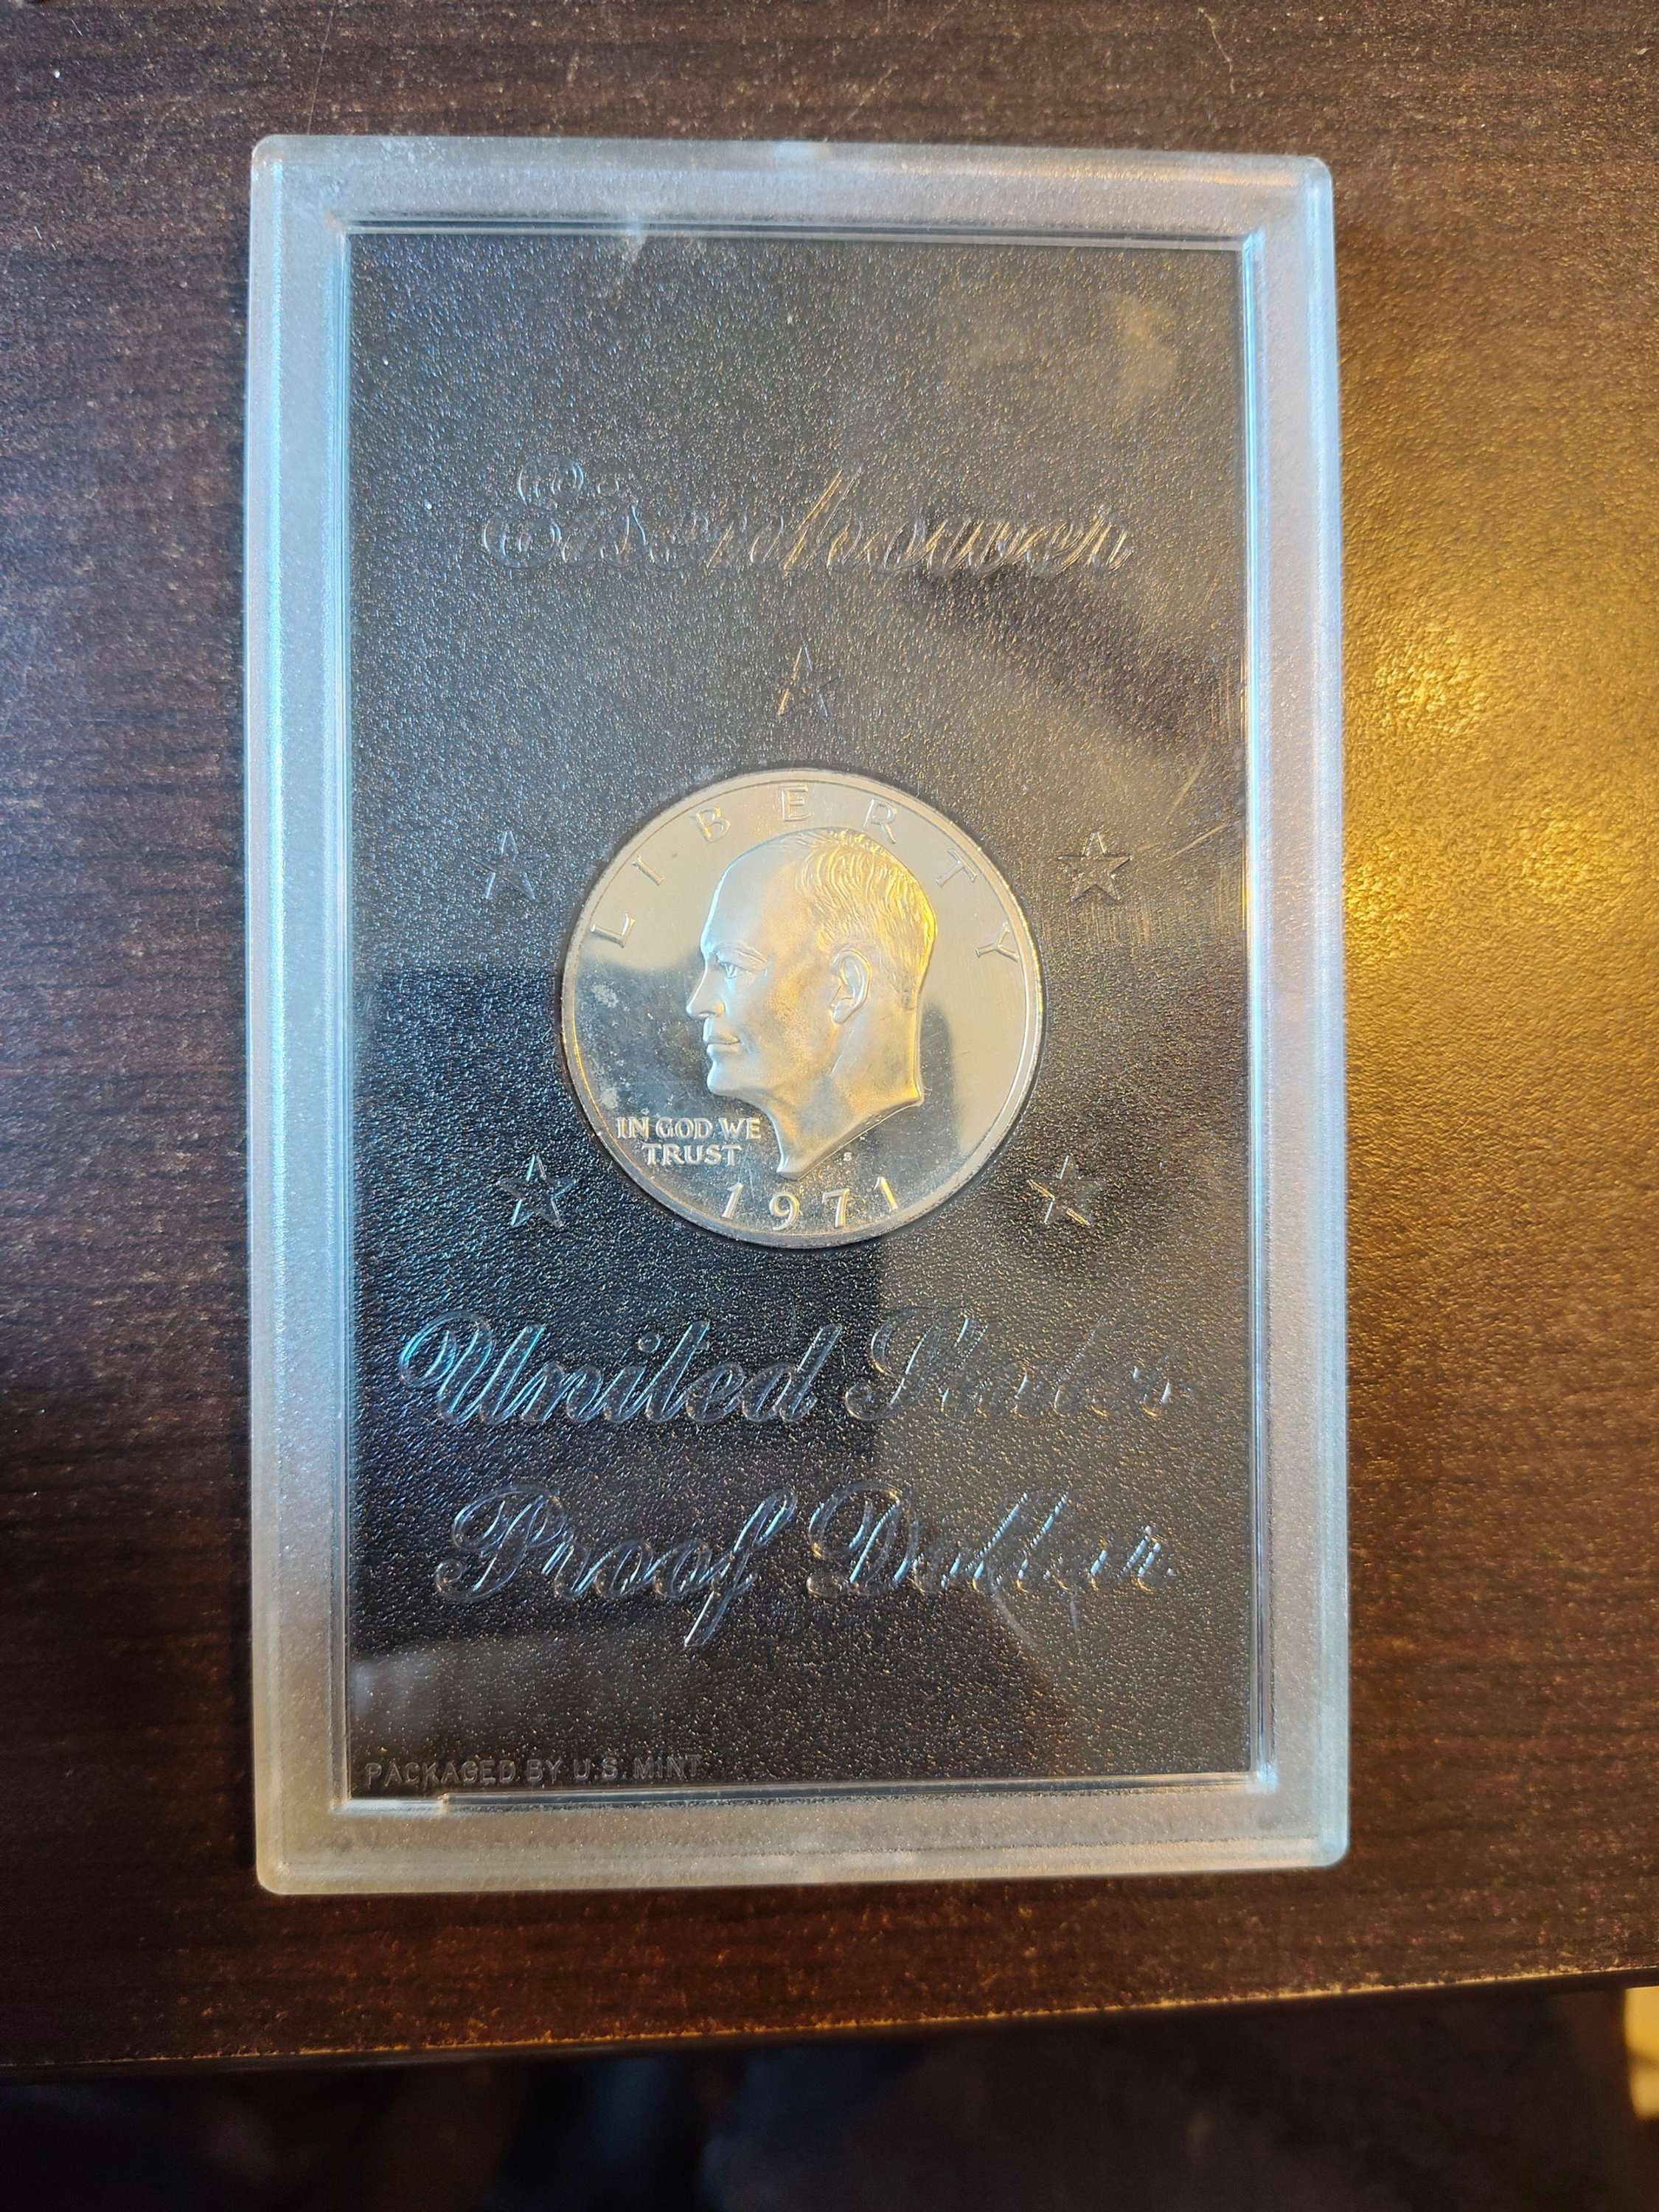 Eisenhower
LIBERTY
IN GOD WE
TRUST
S
1971
United States
Proof Dollar
PACKAGED BY U.S. MINT